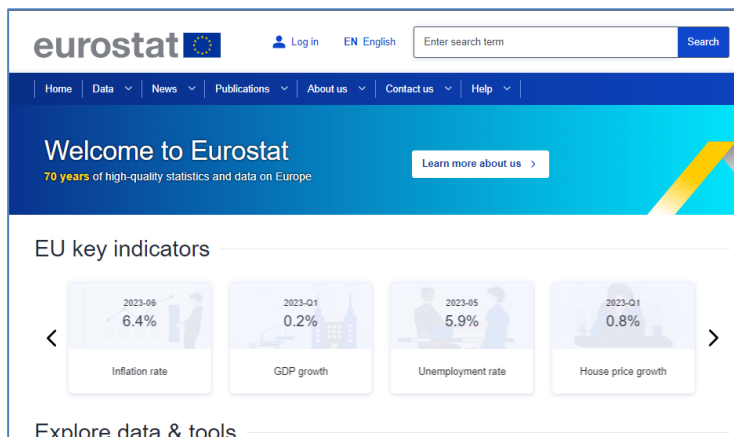 eurostat
Log in
EN English
Enter search term
Search
Home Data News Publications About us Contact us Help
Welcome to Eurostat
70 years of high-quality statistics and data on Europe
Learn more about us
EU key indicators
2023-06
6.4%
Inflation rate
2023-Q1
0.2%
GDP growth
2023-05
5.9%
Unemployment rate
2023-Q1
0.8%
House price growth
Explore data & tools